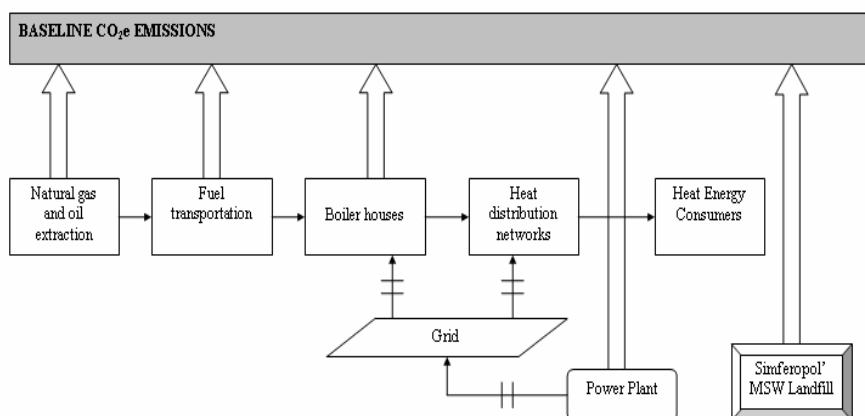 BASELINE CO₂e EMISSIONS
Natural gas
and oil
extraction
Fuel
transportation
Boiler houses
Heat
distribution
networks
Heat Energy
Consumers
Grid
Power Plant
Simferopol’
MSW Landfill